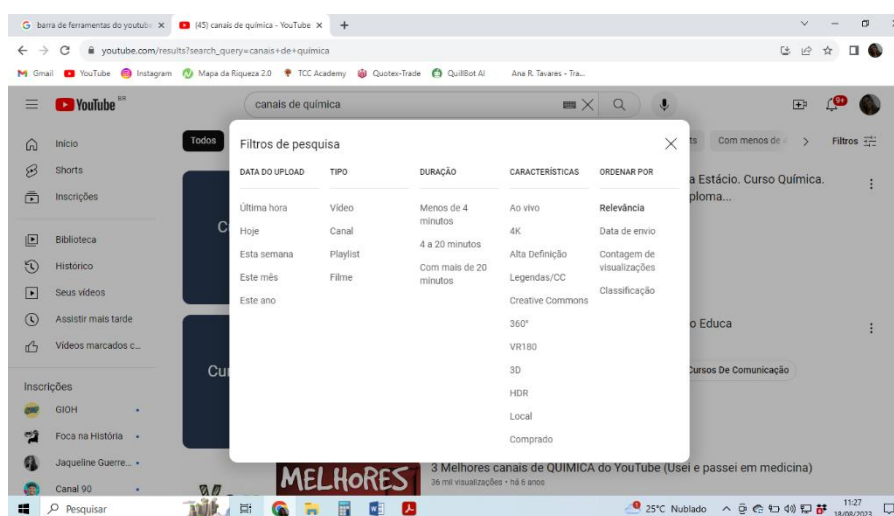 barra de ferramentas do youtub
(45) canais de química - YouTube
youtube.com/results?search_query=canais+de+quimica
Gmail YouTube Instagram Mapa da Riqueza 2.0 TCC Academy Quotex-Trade QuillBot AI Ana R. Tavares - Tra...
YouTube BR
canais de química
9+
Início
Shorts
Inscrições
Biblioteca
Histórico
Seus vídeos
Assistir mais tarde
Vídeos marcados c...
Inscrições
GIOH
Foca na História
Jaqueline Guerre...
Canal 90
Todos
Com menos de
Filtros
Filtros de pesquisa
DATA DO UPLOAD
Última hora
Hoje
Esta semana
Este mês
Este ano
TIPO
Vídeo
Canal
Playlist
Filme
DURAÇÃO
Menos de 4
minutos
4 a 20 minutos
Com mais de 20
minutos
CARACTERÍSTICAS
Ao vivo
4K
Alta Definição
Legendas/CC
Creative Commons
360°
VR180
3D
HDR
Local
Comprado
ORDENAR POR
Relevância
Data de envio
Contagem de
visualizações
Classificação
a Estácio. Curso Química.
ploma...
o Educa
Cursos De Comunicação
Cu
MELHORES
3 Melhores canais de QUIMICA do YouTube (Usei e passei em medicina)
36 mil visualizações • há 6 anos
Pesquisar
25°C Nublado
11:27
18/08/2023